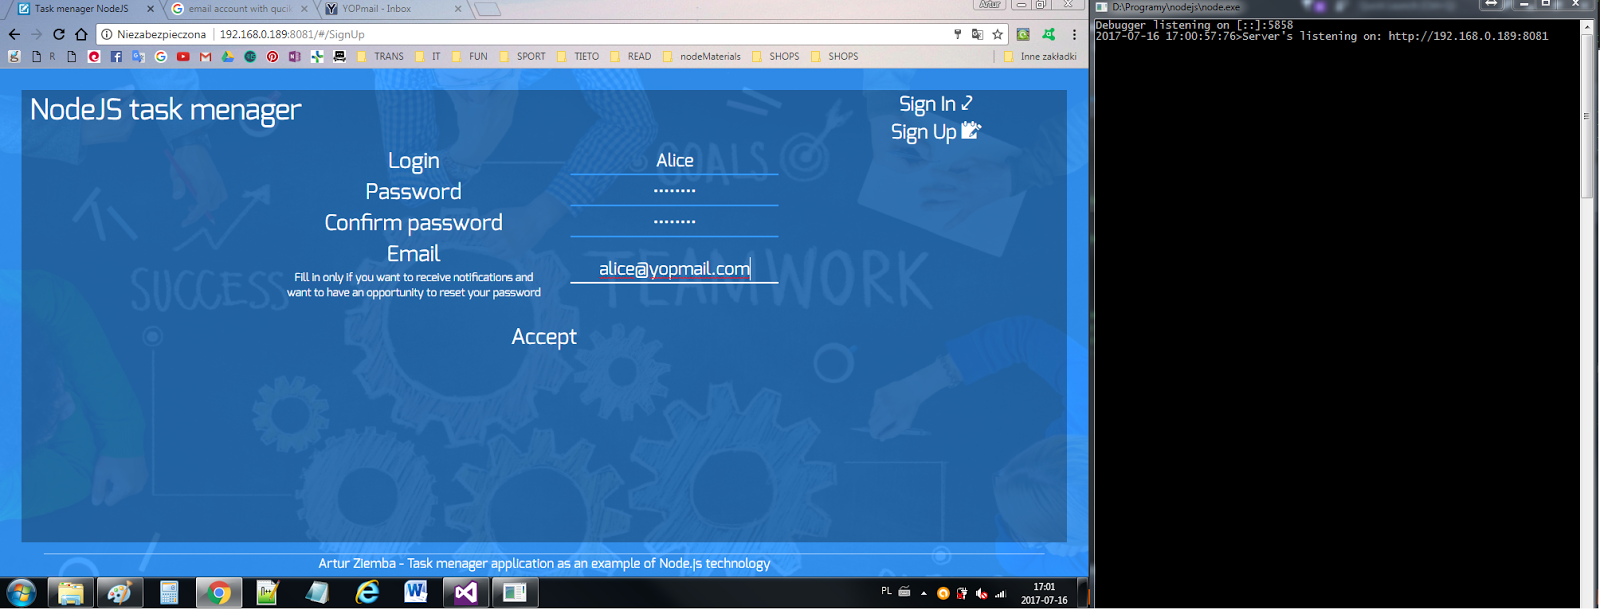 Task menager NodeJS
email account with quci
YOPmail - Inbox
Artur
Niezabezpieczona
192.168.0.189:8081/#/SignUp
R
TRANS
IT
FUN
SPORT
TIETO
READ
nodeMaterials
SHOPS
SHOPS
Inne zakładki
NodeJS task menager
Sign In
Sign Up
Login
Alice
Password
••••••••
Confirm password
••••••••
Email
Fill in only if you want to receive notifications and
want to have an opportunity to reset your password
alice@yopmail.com
Accept
GOALS
SUCCESS
TEAMWORK
Artur Ziemba - Task menager application as an example of Node.js technology
PL
17:01
2017-07-16
D:\Programy\nodejs\node.exe
Debugger listening on [::]:5858
2017-07-16 17:00:57:76>Server's listening on: http://192.168.0.189:8081